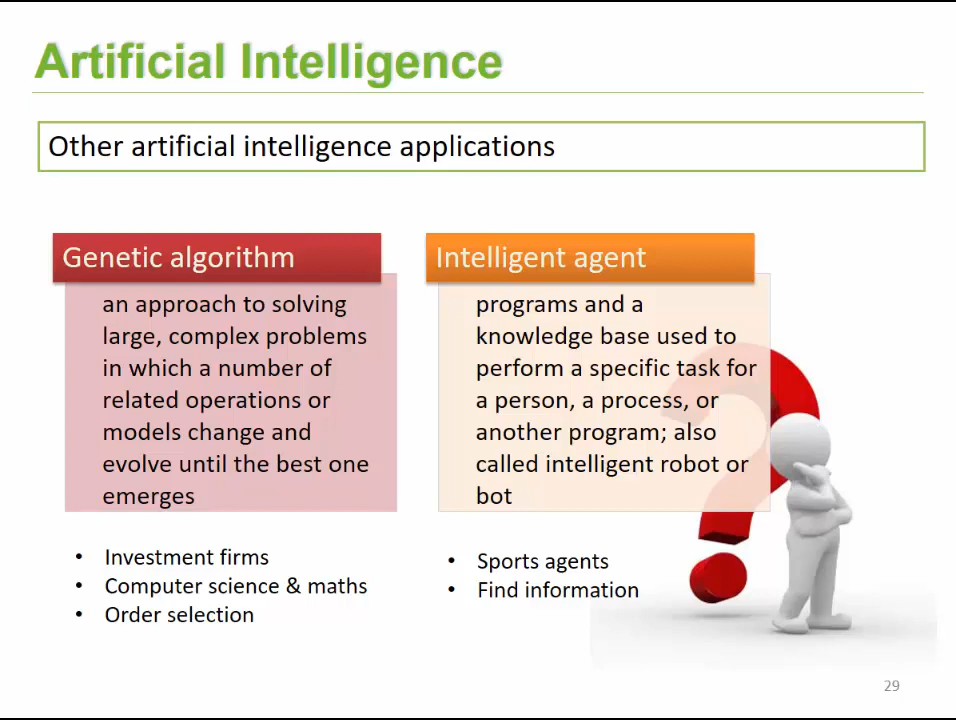 Artificial Intelligence
Other artificial intelligence applications
Genetic algorithm
an approach to solving
large, complex problems
in which a number of
related operations or
models change and
evolve until the best one
emerges
• Investment firms
• Computer science & maths
• Order selection
Intelligent agent
programs and a
knowledge base used to
perform a specific task for
a person, a process, or
another program; also
called intelligent robot or
bot
• Sports agents
• Find information
29